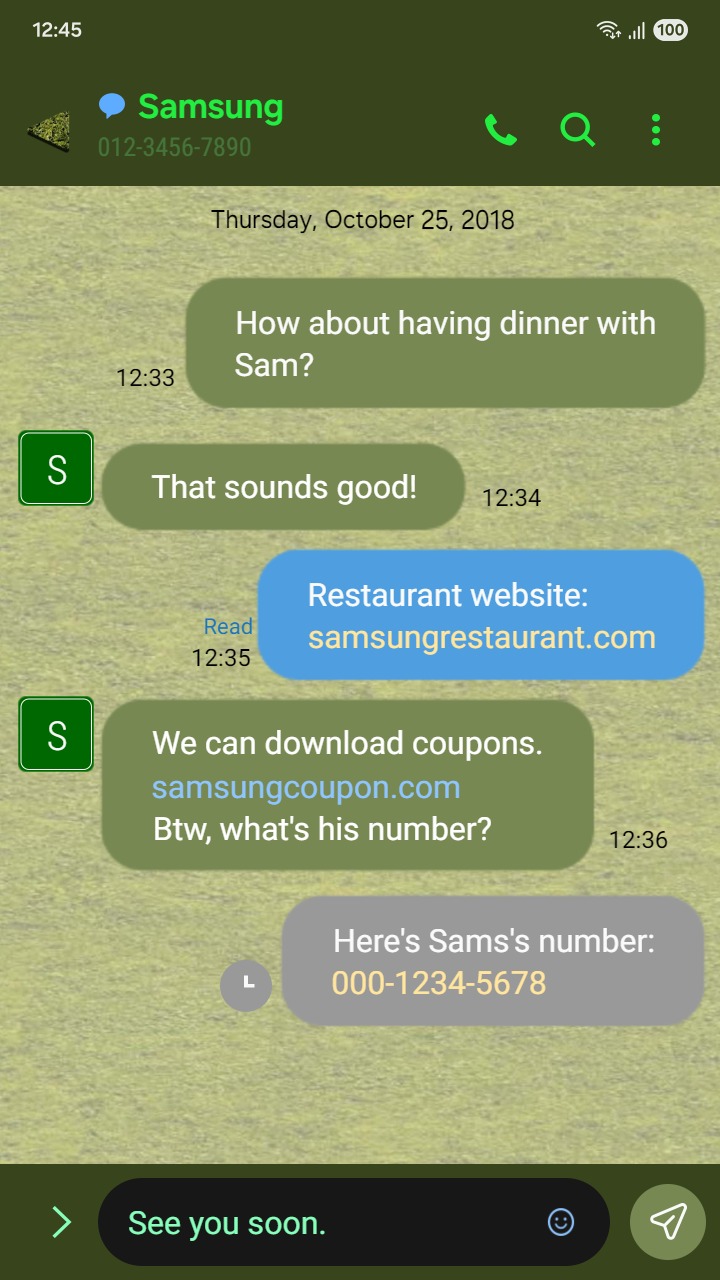 12:45
100
Samsung
012-3456-7890
Thursday, October 25, 2018
How about having dinner with
Sam?
12:33
S
That sounds good!
12:34
Restaurant website:
samsungrestaurant.com
Read
12:35
S
We can download coupons.
samsungcoupon.com
Btw, what's his number?
12:36
Here's Sams's number:
000-1234-5678
See you soon.